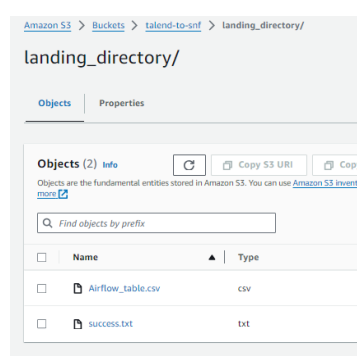 Amazon S3 > Buckets > talend-to-snf > landing_directory/
landing_directory/
Objects Properties
Objects (2) Info Copy S3 URI Cop
Objects are the fundamental entities stored in Amazon S3. You can use Amazon S3 invent
more
Find objects by prefix
Name Type
Airflow_table.csv csv
success.txt txt